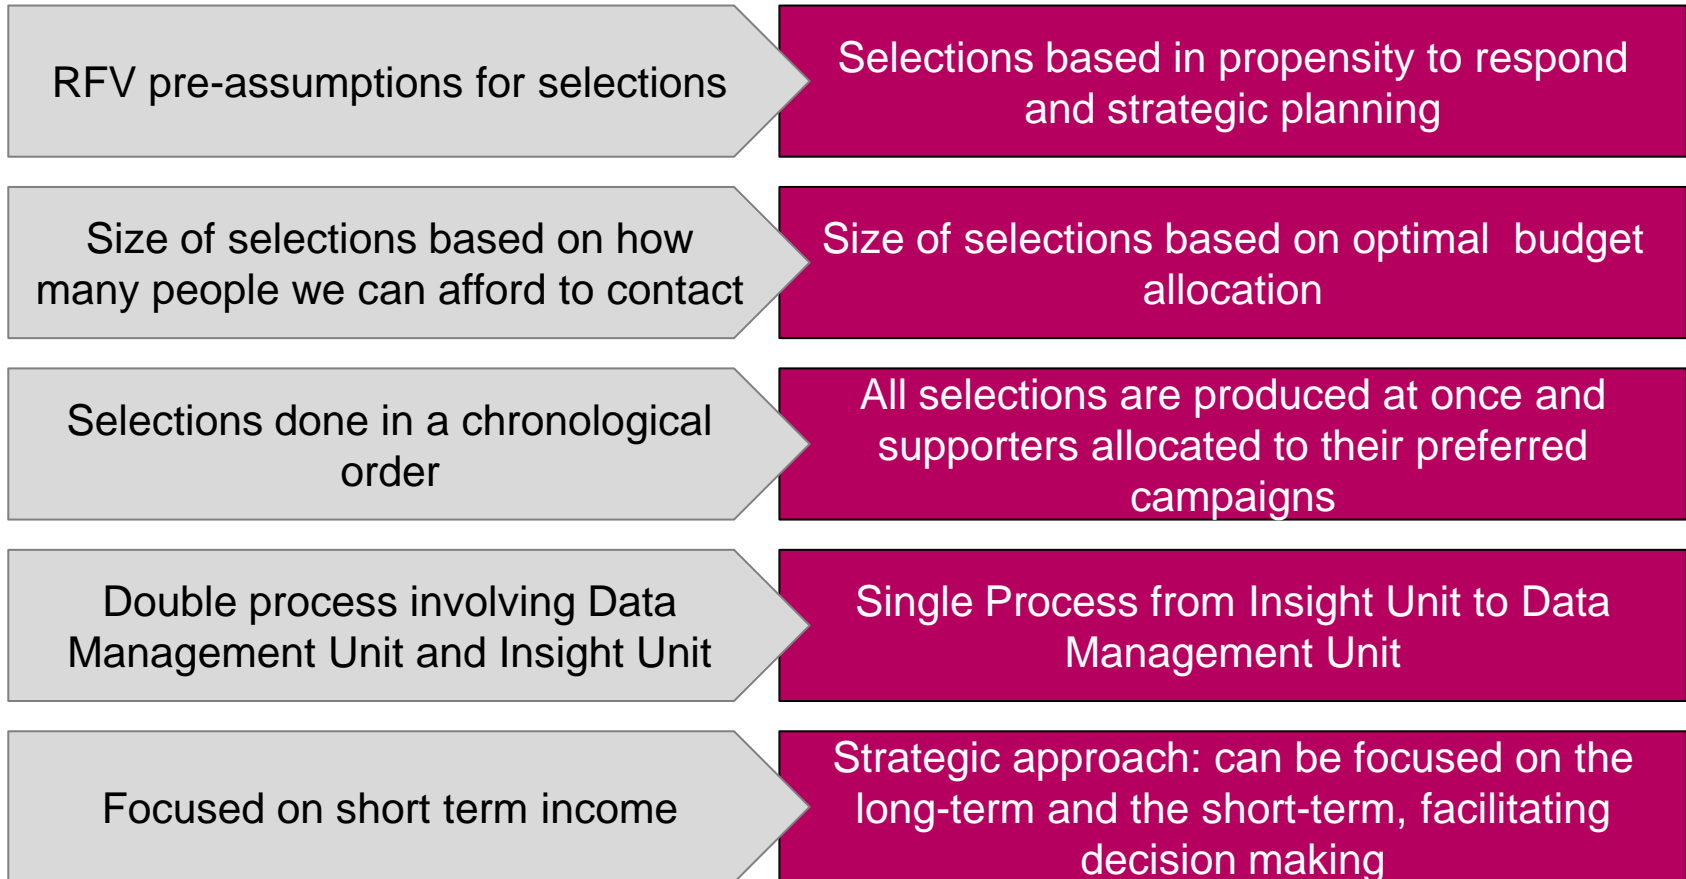 RFV pre-assumptions for selections
Selections based in propensity to respond
and strategic planning
Size of selections based on how
many people we can afford to contact
Size of selections based on optimal  budget
allocation
Selections done in a chronological
order
All selections are produced at once and
supporters allocated to their preferred
campaigns
Double process involving Data
Management Unit and Insight Unit
Single Process from Insight Unit to Data
Management Unit
Focused on short term income
Strategic approach: can be focused on the
long-term and the short-term, facilitating
decision making